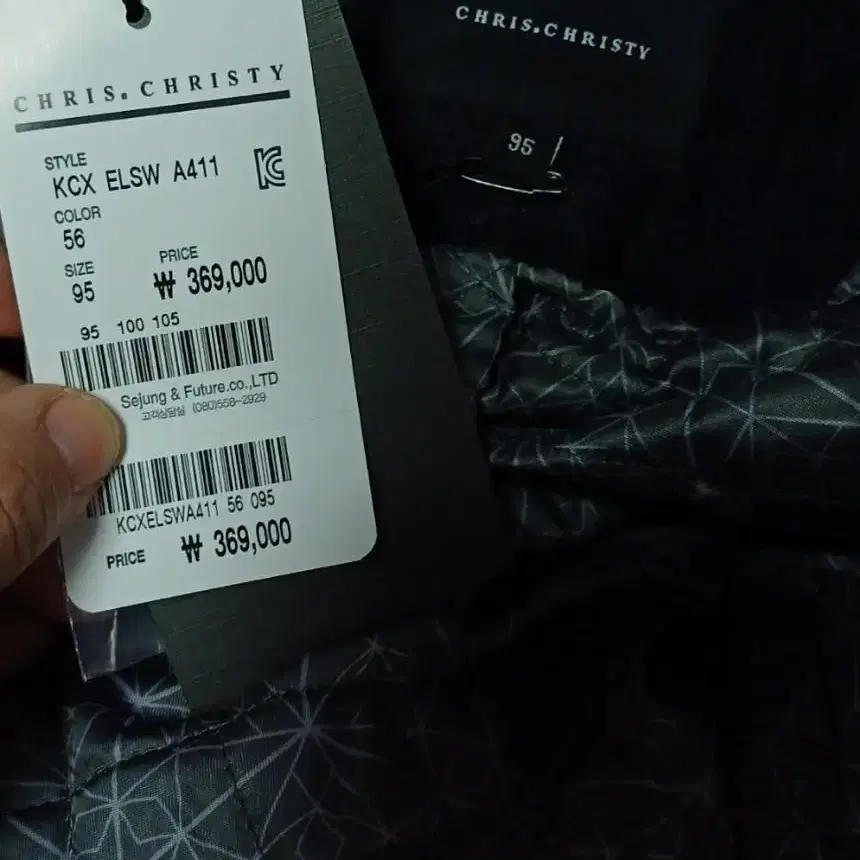 CHRIS.CHRISTY
STYLE
KCX ELSW A411
COLOR
56
SIZE
95
PRICE
₩ 369,000
95 100 105
Sejung & Future.co.,LTD
고객상담실 (080)558-2929
KCXELSWA411 56 095
PRICE ₩ 369,000
CHRIS.CHRISTY
95